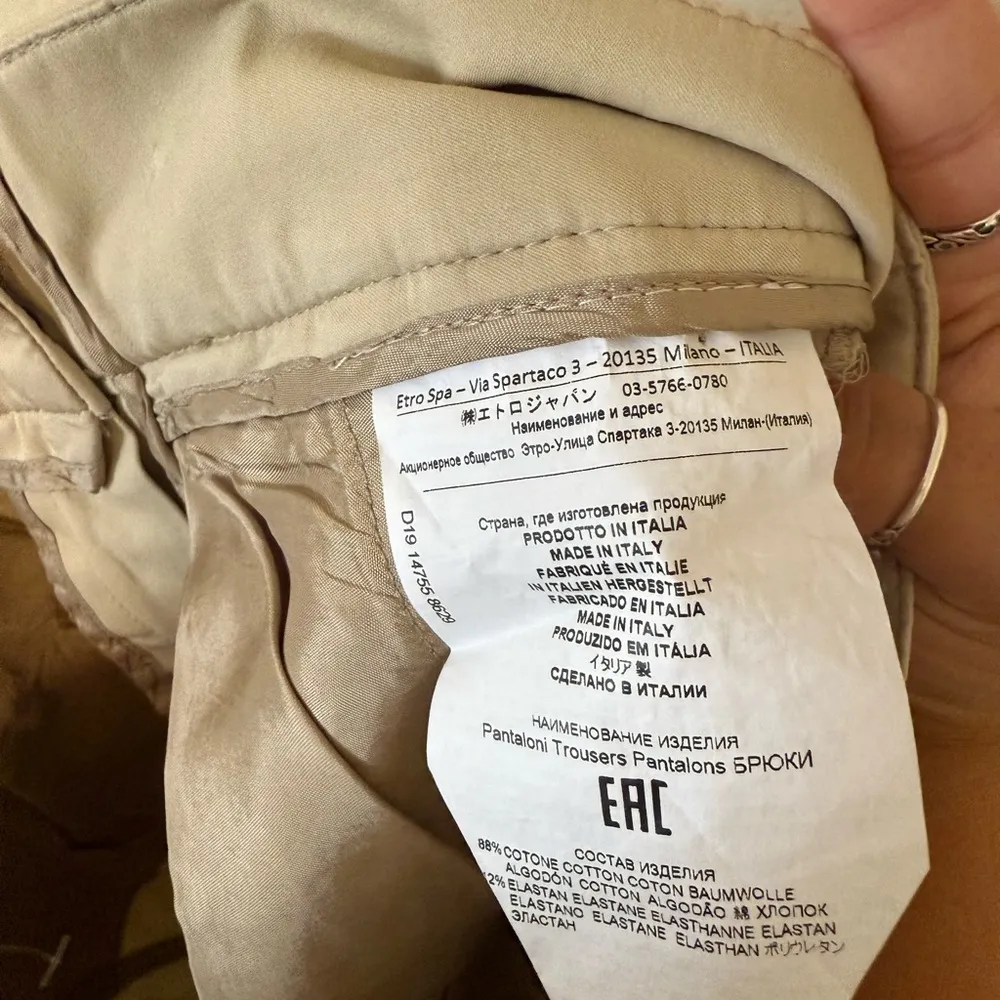 Etro Spa – Via Spartaco 3 – 20135 Milano – ITALIA
㈱エトロジャパン 03-5766-0780
Наименование и адрес
Акционерное общество Этро-Улица Спартака 3-20135 Милан-(Италия)
D19 14755 8629
Страна, где изготовлена продукция
PRODOTTO IN ITALIA
MADE IN ITALY
FABRIQUÉ EN ITALIE
IN ITALIEN HERGESTELLT
FABRICADO EN ITALIA
MADE IN ITALY
PRODUZIDO EM ITÁLIA
イタリア製
СДЕЛАНО В ИТАЛИИ
НАИМЕНОВАНИЕ ИЗДЕЛИЯ
Pantaloni Trousers Pantalons БРЮКИ
EAC
СОСТАВ ИЗДЕЛИЯ
88% COTONE COTTON COTON BAUMWOLLE
ALGODÓN COTTON ALGODÃO 綿 ХЛОПОК
12% ELASTAN ELASTANE ELASTHANNE ELASTAN
ELASTANO ELASTANE ELASTHAN ポリウレタン
ЭЛАСТАН